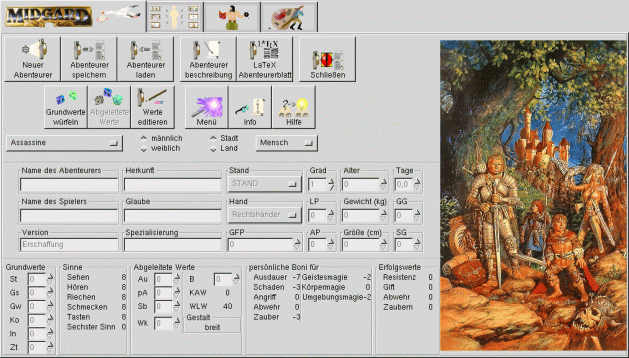 MIDGARD
Neuer Abenteurer
Abenteurer speichern
Abenteurer laden
Abenteurer beschreibung
LaTeX Abenteurerblatt
Schließen
Grundwerte würfeln
Abgeleitete Werte
Werte editieren
Menü
Info
Hilfe
Assassine
männlich
weiblich
Stadt
Land
Mensch
Name des Abenteurers
Herkunft
Stand
STAND
Grad
1
Alter
0
Tage
0,0
Name des Spielers
Glaube
Hand
Rechtshänder
LP
0
Gewicht (kg)
0
GG
0
Version
Erschaffung
Spezialisierung
GFP
0
AP
0
Größe (cm)
0
SG
0
Grundwerte
St 0
Gs 0
Gw 0
Ko 0
In 0
Zt 0
Sinne
Sehen 8
Hören 8
Riechen 8
Schmecken 8
Tasten 8
Sechster Sinn 0
Abgeleitete Werte
Au 0
pA 0
Sb 0
Wk 0
B 0
KAW 0
WLW 40
Gestalt
breit
persönliche Boni für
Ausdauer -7 Geistesmagie -2
Schaden -3 Körpermagie 0
Angriff 0 Umgebungsmagie -2
Abwehr 0
Zauber -3
Erfolgswerte
Resistenz 0
Gift 0
Abwehr 0
Zaubern 0